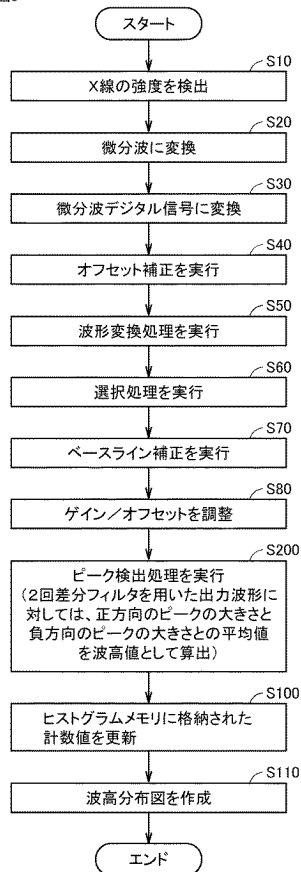 スタート
S10
X線の強度を検出
S20
微分波に変換
S30
微分波デジタル信号に変換
S40
オフセット補正を実行
S50
波形変換処理を実行
S60
選択処理を実行
S70
ベースライン補正を実行
S80
ゲイン／オフセットを調整
S200
ピーク検出処理を実行
(2回差分フィルタを用いた出力波形に
対しては、正方向のピークの大きさと
負方向のピークの大きさとの平均値
を波高値として算出)
S100
ヒストグラムメモリに格納された
計数値を更新
S110
波高分布図を作成
エンド